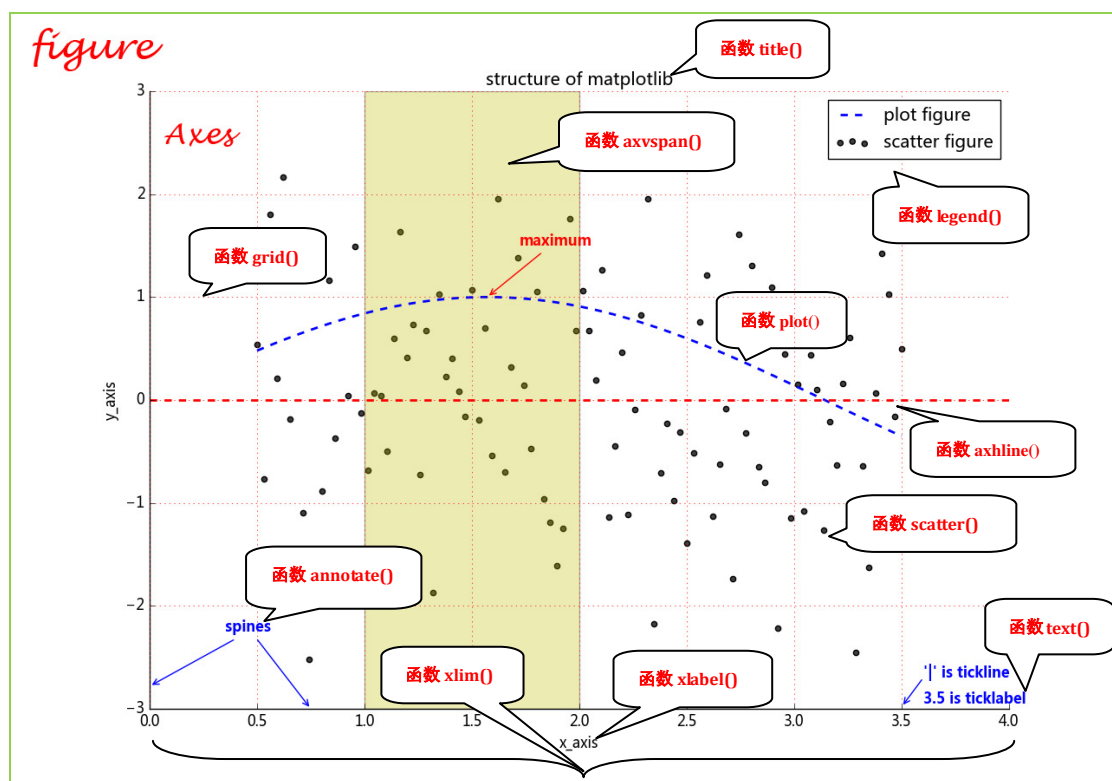 figure
函数 title()
structure of matplotlib
3
Axes
函数 axvspan()
plot figure
scatter figure
2
函数 legend()
maximum
函数 grid()
1
函数 plot()
y_axis
0
函数 axhline()
−1
函数 scatter()
函数 annotate()
−2
spines
函数 text()
函数 xlim()
函数 xlabel()
'|' is tickline
3.5 is ticklabel
−3
0.0 0.5 1.0 1.5 2.0 2.5 3.0 3.5 4.0
x_axis